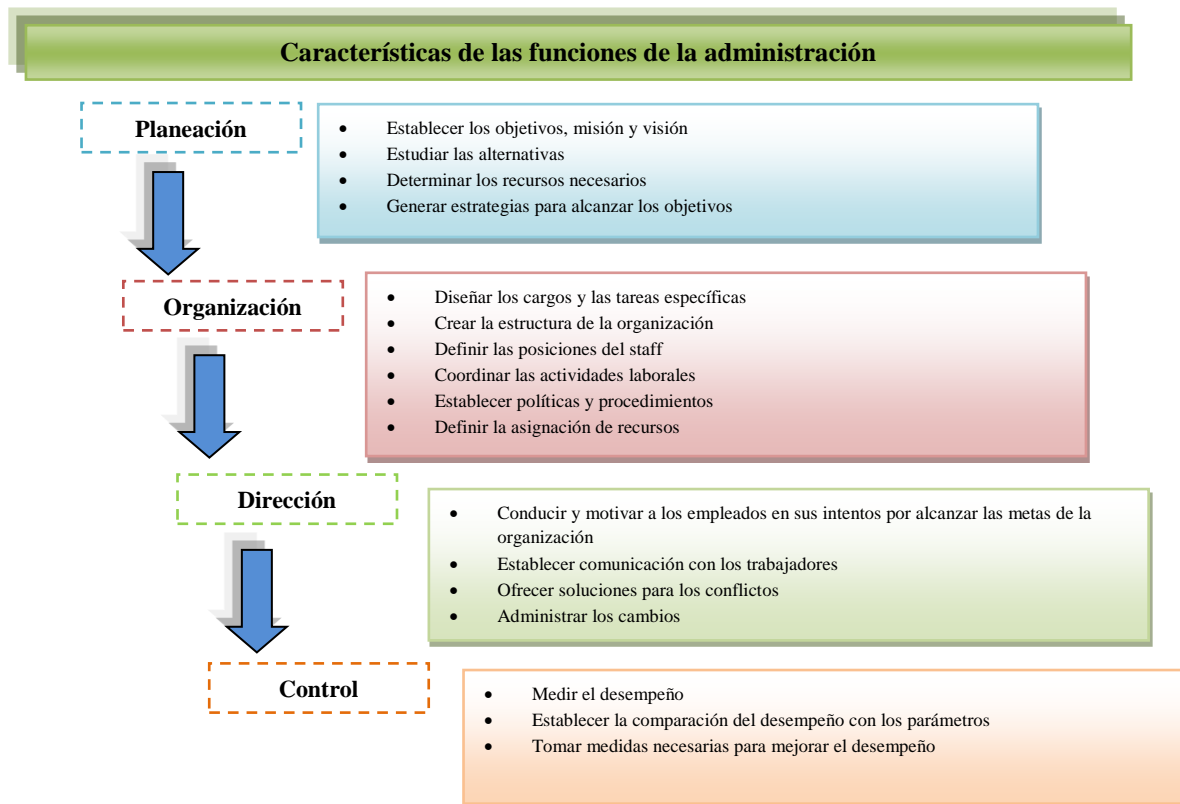 Características de las funciones de la administración
Planeación
• Establecer los objetivos, misión y visión
• Estudiar las alternativas
• Determinar los recursos necesarios
• Generar estrategias para alcanzar los objetivos
Organización
• Diseñar los cargos y las tareas específicas
• Crear la estructura de la organización
• Definir las posiciones del staff
• Coordinar las actividades laborales
• Establecer políticas y procedimientos
• Definir la asignación de recursos
Dirección
• Conducir y motivar a los empleados en sus intentos por alcanzar las metas de la
organización
• Establecer comunicación con los trabajadores
• Ofrecer soluciones para los conflictos
• Administrar los cambios
Control
• Medir el desempeño
• Establecer la comparación del desempeño con los parámetros
• Tomar medidas necesarias para mejorar el desempeño